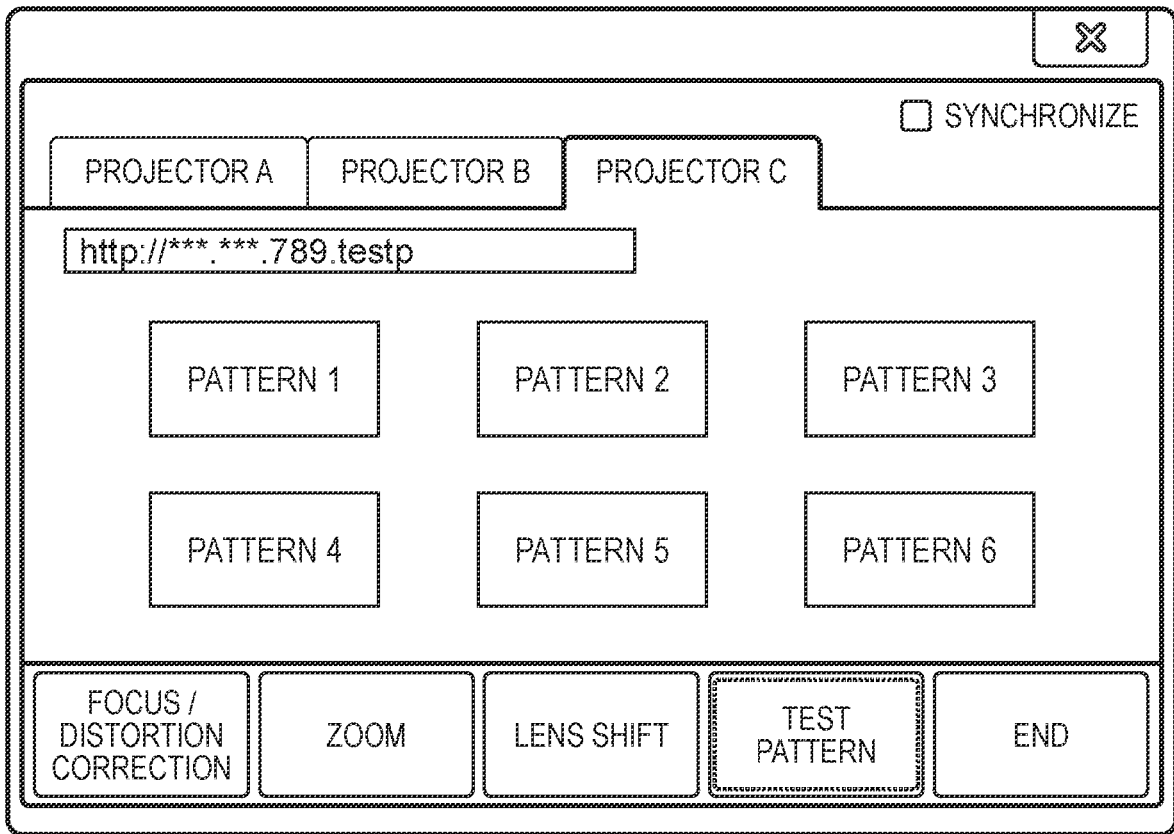 SYNCHRONIZE
PROJECTOR A
PROJECTOR B
PROJECTOR C
http://***.***.789.testp
PATTERN 1
PATTERN 2
PATTERN 3
PATTERN 4
PATTERN 5
PATTERN 6
FOCUS /
DISTORTION
CORRECTION
ZOOM
LENS SHIFT
TEST
PATTERN
END